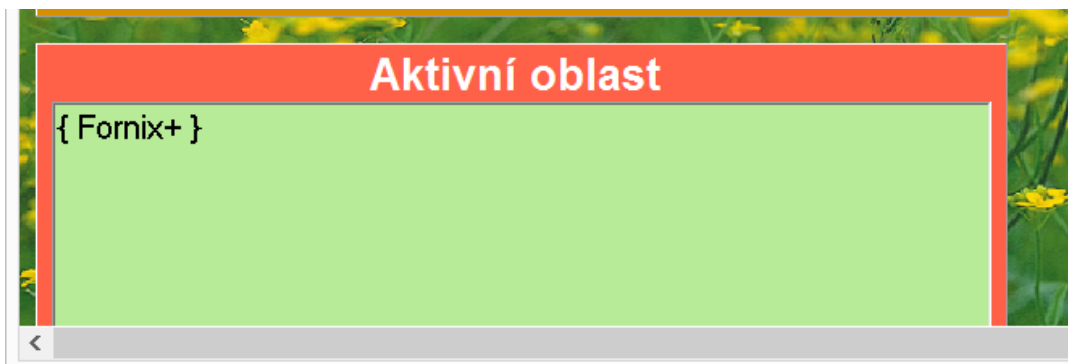 Aktivní oblast
{ Fornix+ }